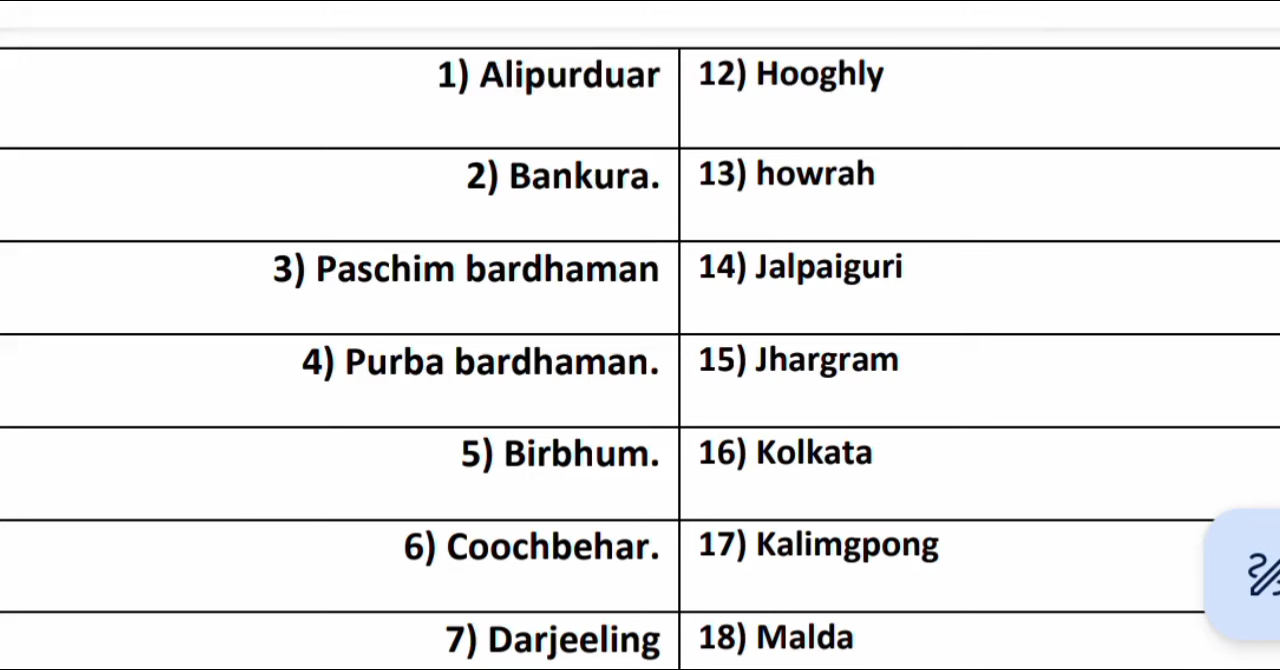 1) Alipurduar
12) Hooghly
2) Bankura.
13) howrah
3) Paschim bardhaman
14) Jalpaiguri
4) Purba bardhaman.
15) Jhargram
5) Birbhum.
16) Kolkata
6) Coochbehar.
17) Kalimgpong
7) Darjeeling
18) Malda